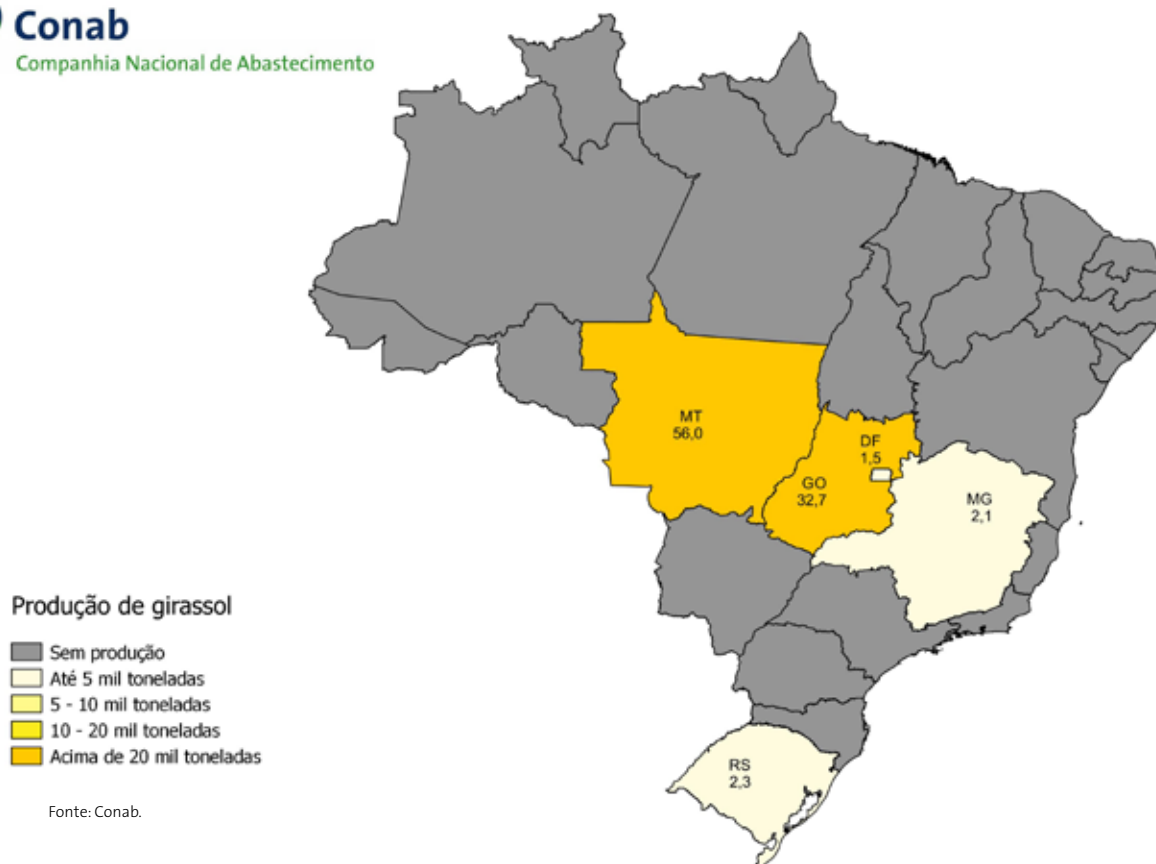 Conab
Companhia Nacional de Abastecimento
MT
56,0
DF
1,5
GO
32,7
MG
2,1
Produção de girassol
Sem produção
Até 5 mil toneladas
5 - 10 mil toneladas
10 - 20 mil toneladas
Acima de 20 mil toneladas
RS
2,3
Fonte: Conab.